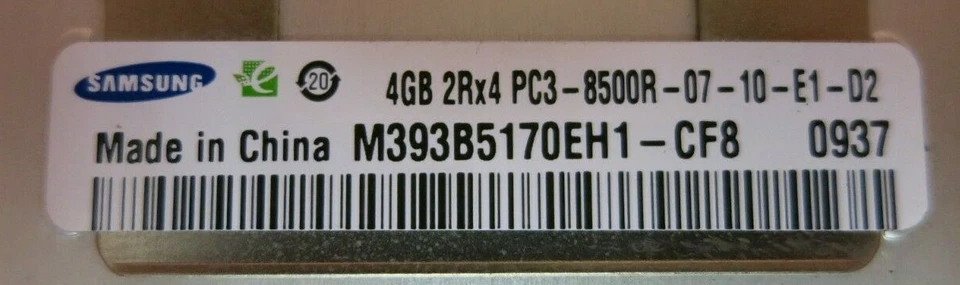 SAMSUNG e 20 4GB 2Rx4 PC3-8500R-07-10-E1-D2
Made in China M393B5170EH1-CF8 0937